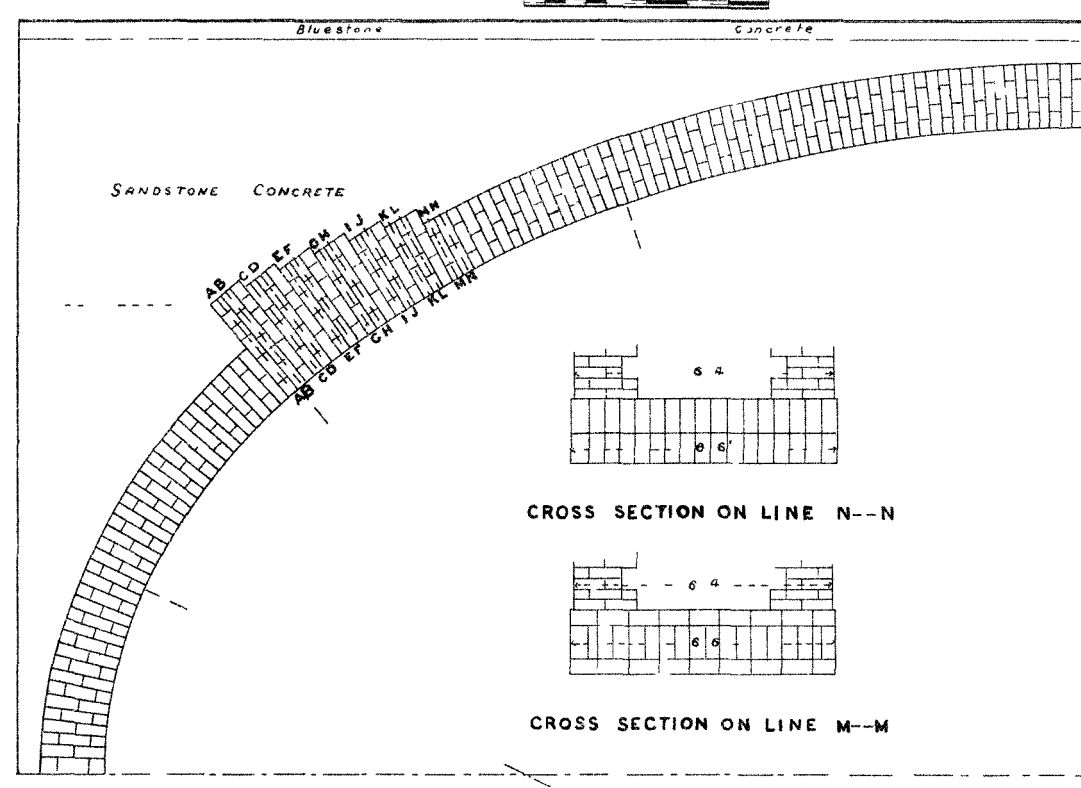 Bluestone Concrete
SANDSTONE CONCRETE
AB CD EF GH IJ KL MN
AB CD EF GH IJ KL MN
6 4
6 6'
CROSS SECTION ON LINE N--N
6 4
6 6
CROSS SECTION ON LINE M--M